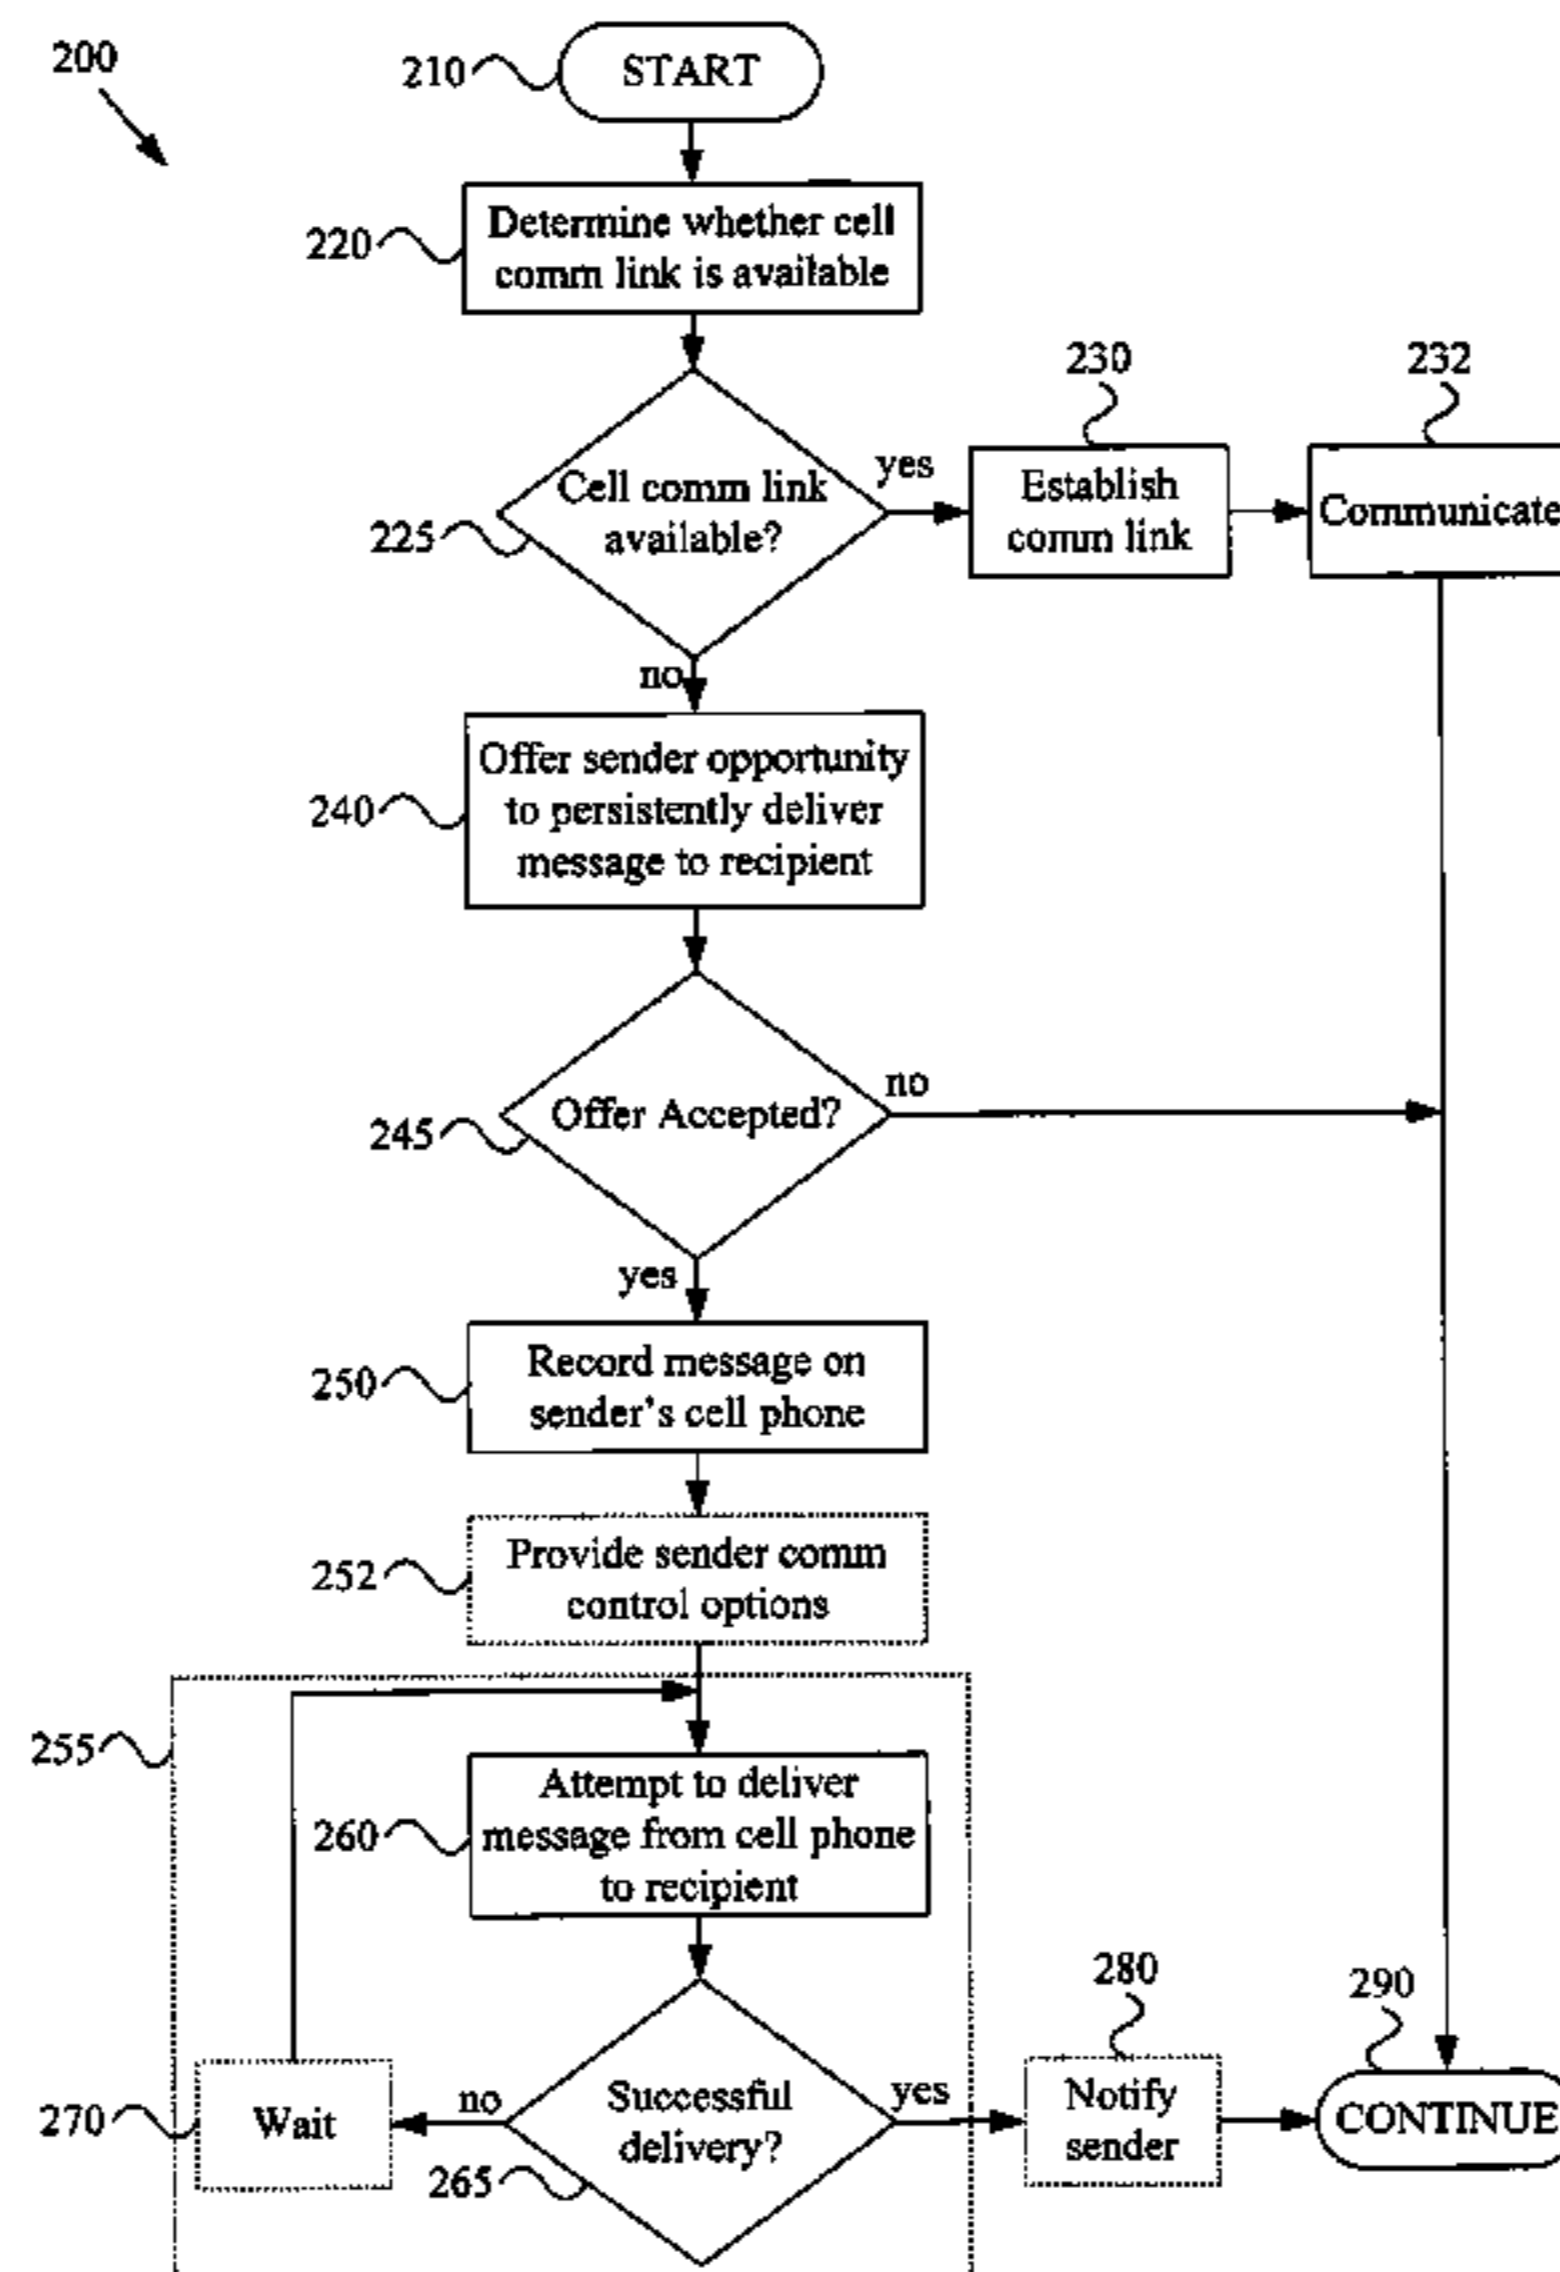 200
210
START
220
Determine whether cell
comm link is available
230
232
225
Cell comm link
available?
yes
Establish
comm link
Communicate
no
240
Offer sender opportunity
to persistently deliver
message to recipient
245
Offer Accepted?
no
yes
250
Record message on
sender's cell phone
252
Provide sender comm
control options
255
260
Attempt to deliver
message from cell phone
to recipient
280
290
270
Wait
no
265
Successful
delivery?
yes
Notify
sender
CONTINUE